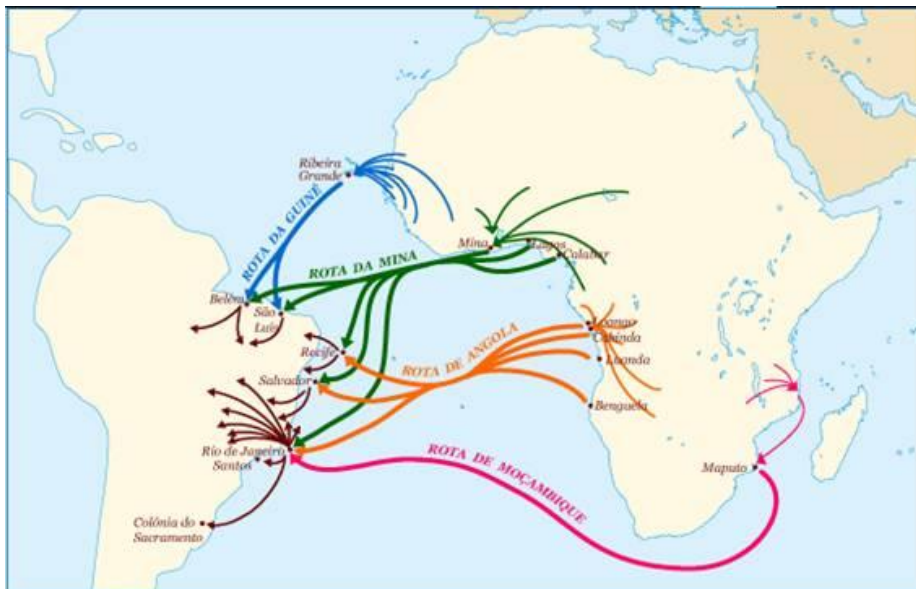 Ribeira
Grande
ROTA DA GUINÉ
Mina
Lagos
Calabar
ROTA DA MINA
Belém
São
Luís
Loango
Cabinda
Recife
ROTA DE ANGOLA
Luanda
Salvador
Benguela
Rio de Janeiro
Santos
ROTA DE MOÇAMBIQUE
Maputo
Colônia do
Sacramento